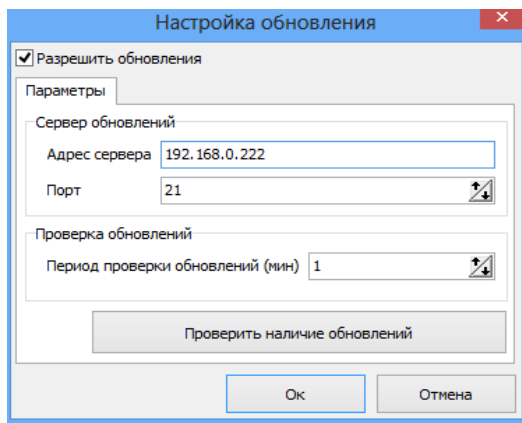 Настройка обновления
Разрешить обновления
Параметры
Сервер обновлений
Адрес сервера 192.168.0.222
Порт 21
Проверка обновлений
Период проверки обновлений (мин) 1
Проверить наличие обновлений
Ок Отмена